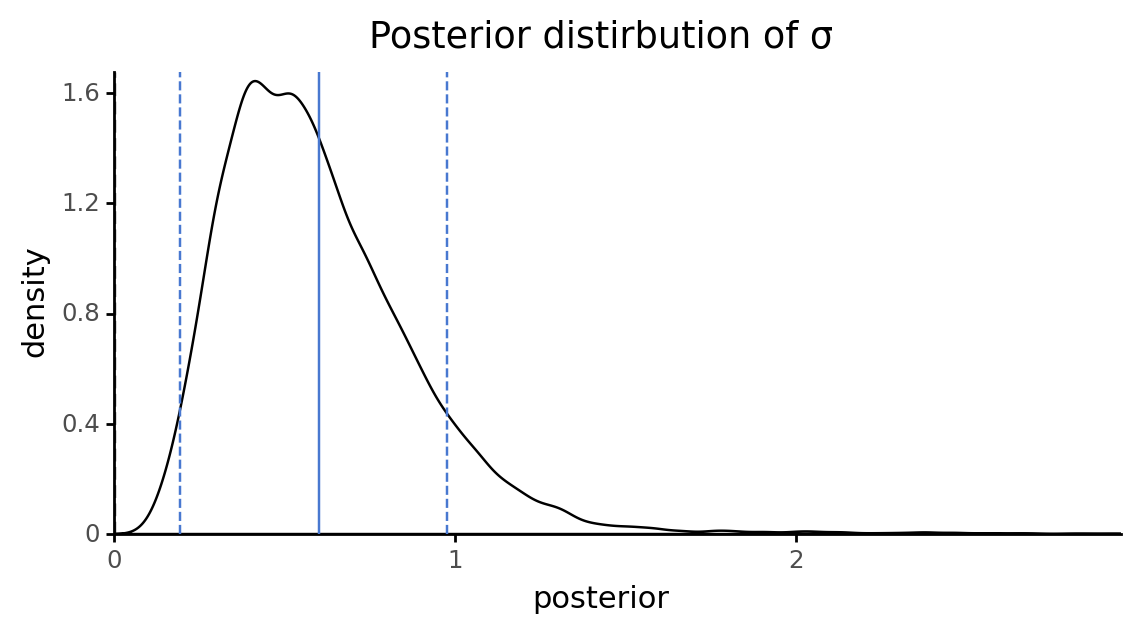 Posterior distirbution of σ
density
1.6
1.2
0.8
0.4
0
0 1 2
posterior